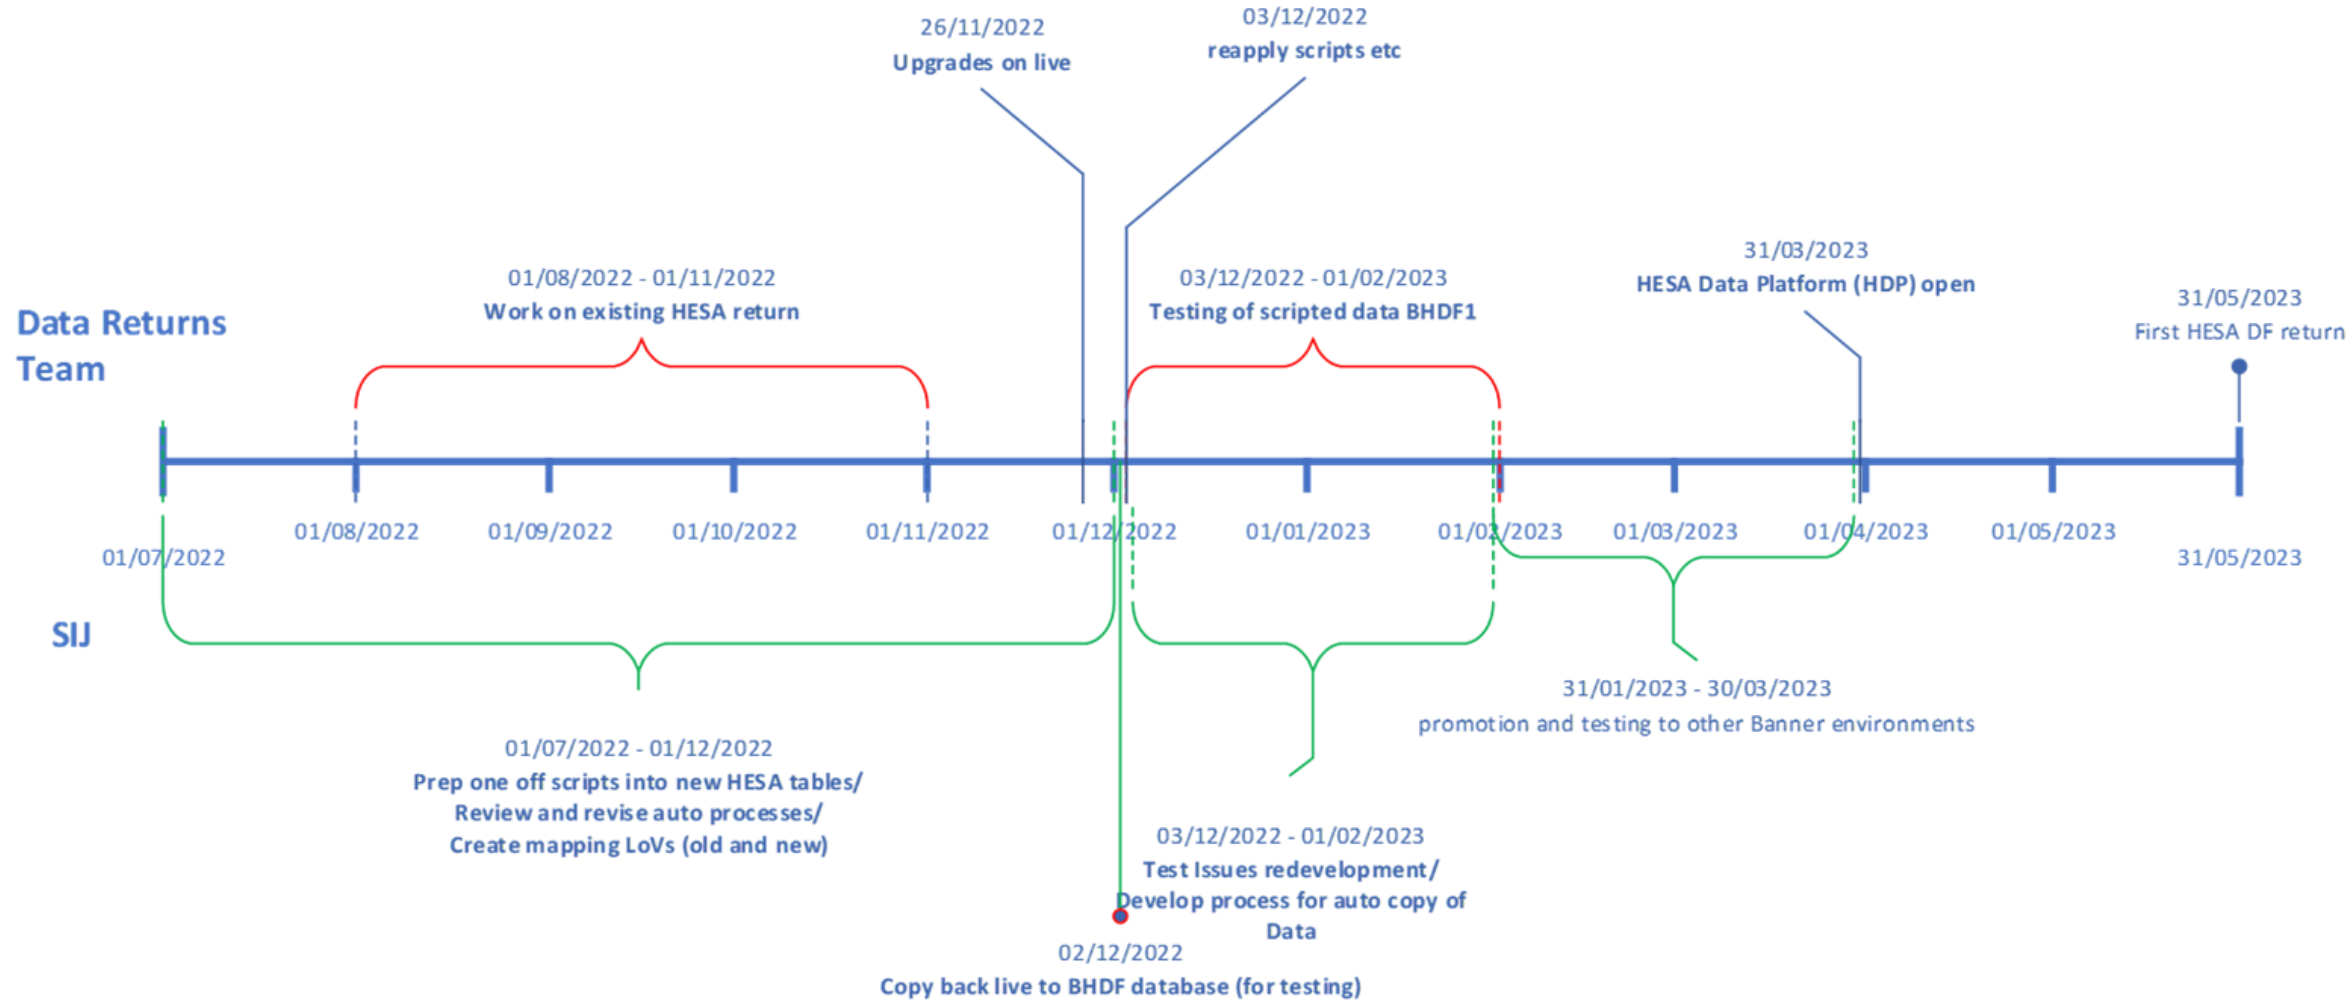 26/11/2022
Upgrades on live
03/12/2022
reapply scripts etc
01/08/2022 - 01/11/2022
Work on existing HESA return
03/12/2022 - 01/02/2023
Testing of scripted data BHDF1
31/03/2023
HESA Data Platform (HDP) open
31/05/2023
First HESA DF return
Data Returns
Team
01/07/2022
01/08/2022
01/09/2022
01/10/2022
01/11/2022
01/12/2022
01/01/2023
01/02/2023
01/03/2023
01/04/2023
01/05/2023
31/05/2023
SIJ
01/07/2022 - 01/12/2022
Prep one off scripts into new HESA tables/
Review and revise auto processes/
Create mapping LoVs (old and new)
31/01/2023 - 30/03/2023
promotion and testing to other Banner environments
03/12/2022 - 01/02/2023
Test Issues redevelopment/
Develop process for auto copy of
Data
02/12/2022
Copy back live to BHDF database (for testing)